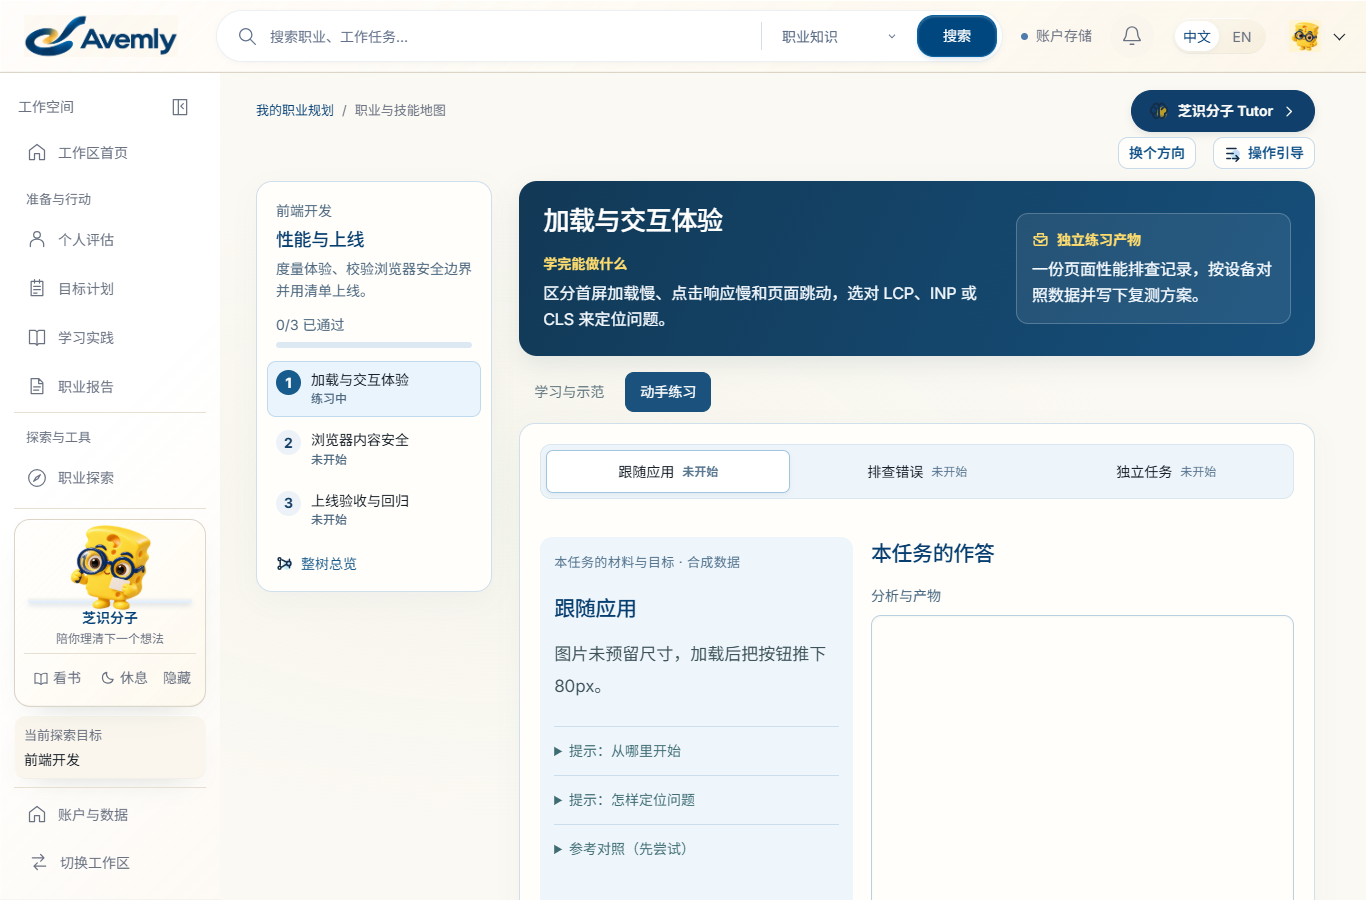 Avemly
搜索职业、工作任务...
职业知识
搜索
账户存储
中文
EN
工作空间
工作区首页
准备与行动
个人评估
目标计划
学习实践
职业报告
探索与工具
职业探索
芝识分子
陪你理清下一个想法
看书
休息
隐藏
当前探索目标
前端开发
账户与数据
切换工作区
我的职业规划 / 职业与技能地图
芝识分子 Tutor
换个方向
操作引导
前端开发
性能与上线
度量体验、校验浏览器安全边界
并用清单上线。
0/3 已通过
1
加载与交互体验
练习中
2
浏览器内容安全
未开始
3
上线验收与回归
未开始
整树总览
加载与交互体验
学完能做什么
区分首屏加载慢、点击响应慢和页面跳动，选对 LCP、INP 或
CLS 来定位问题。
独立练习产物
一份页面性能排查记录，按设备对
照数据并写下复测方案。
学习与示范
动手练习
跟随应用 未开始
排查错误 未开始
独立任务 未开始
本任务的材料与目标 · 合成数据
跟随应用
图片未预留尺寸，加载后把按钮推下
80px。
提示：从哪里开始
提示：怎样定位问题
参考对照（先尝试）
本任务的作答
分析与产物